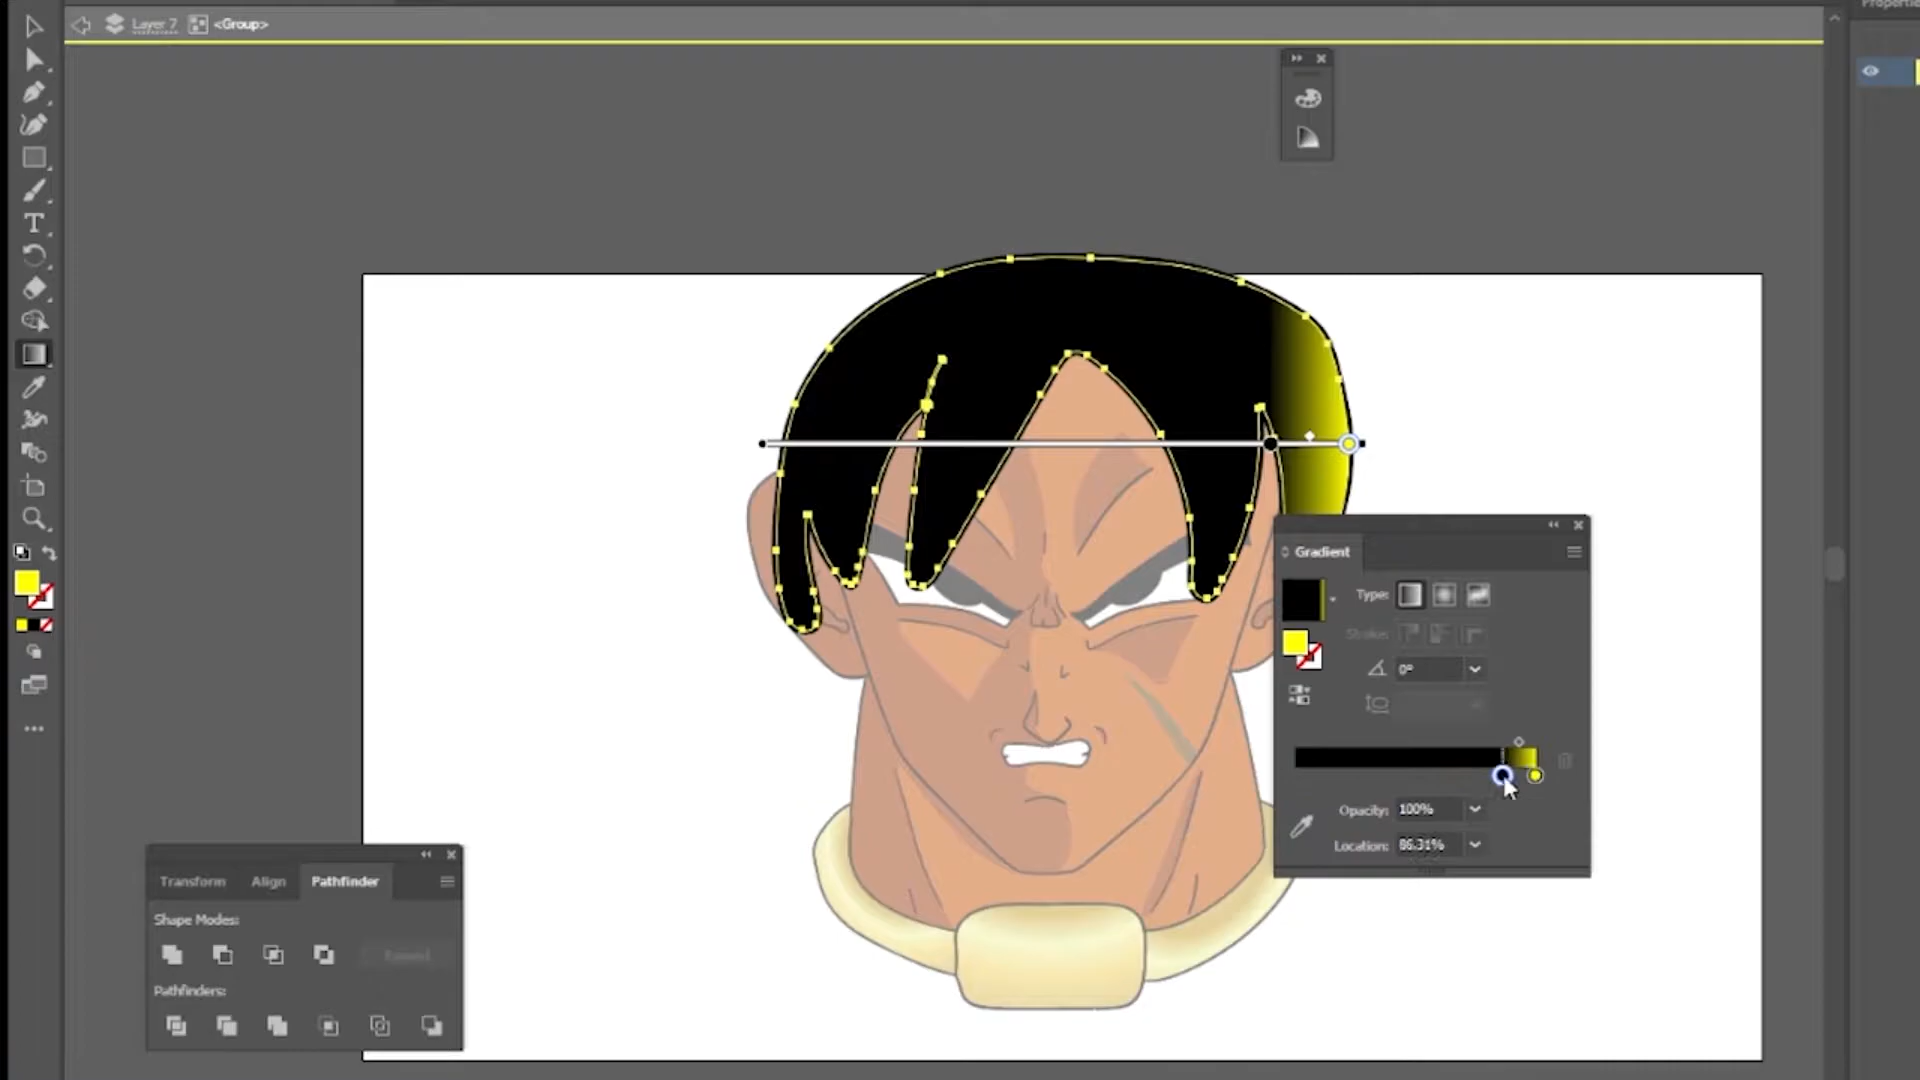 Layer 7 <Group>
Properties
Gradient
Type:
Stroke:
0°
Opacity: 100%
Location: 86.31%
Transform Align Pathfinder
Shape Modes:
Expand
Pathfinders: